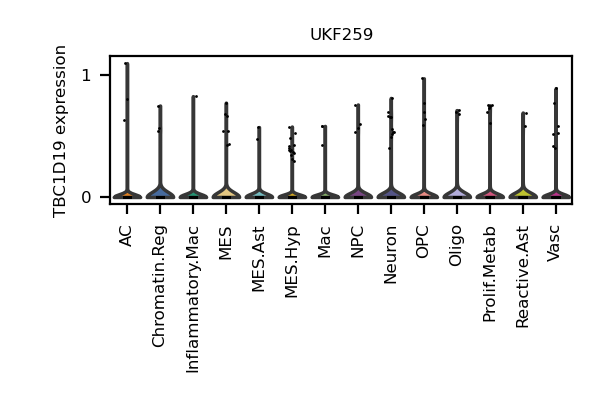 UKF259
TBC1D19 expression
1
0
AC
Chromatin.Reg
Inflammatory.Mac
MES
MES.Ast
MES.Hyp
Mac
NPC
Neuron
OPC
Oligo
Prolif.Metab
Reactive.Ast
Vasc